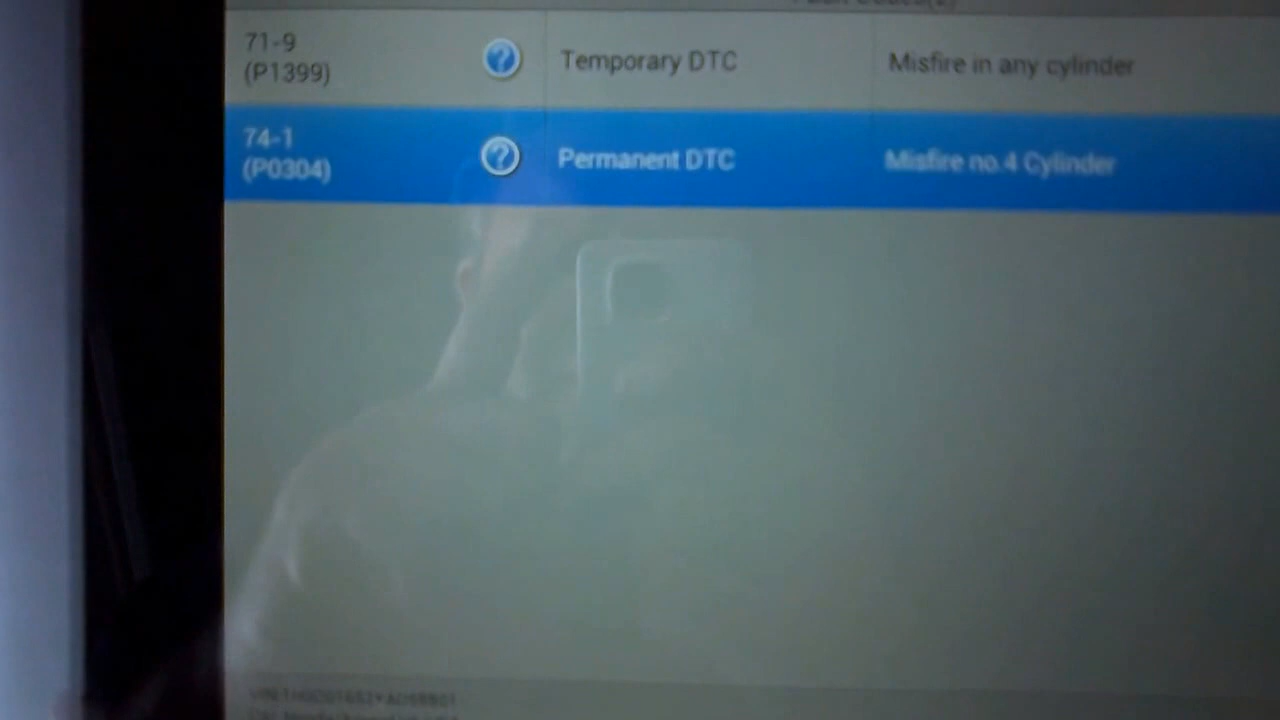 71-9
(P1399)
Temporary DTC
Misfire in any cylinder
74-1
(P0304)
Permanent DTC
Misfire no.4 Cylinder